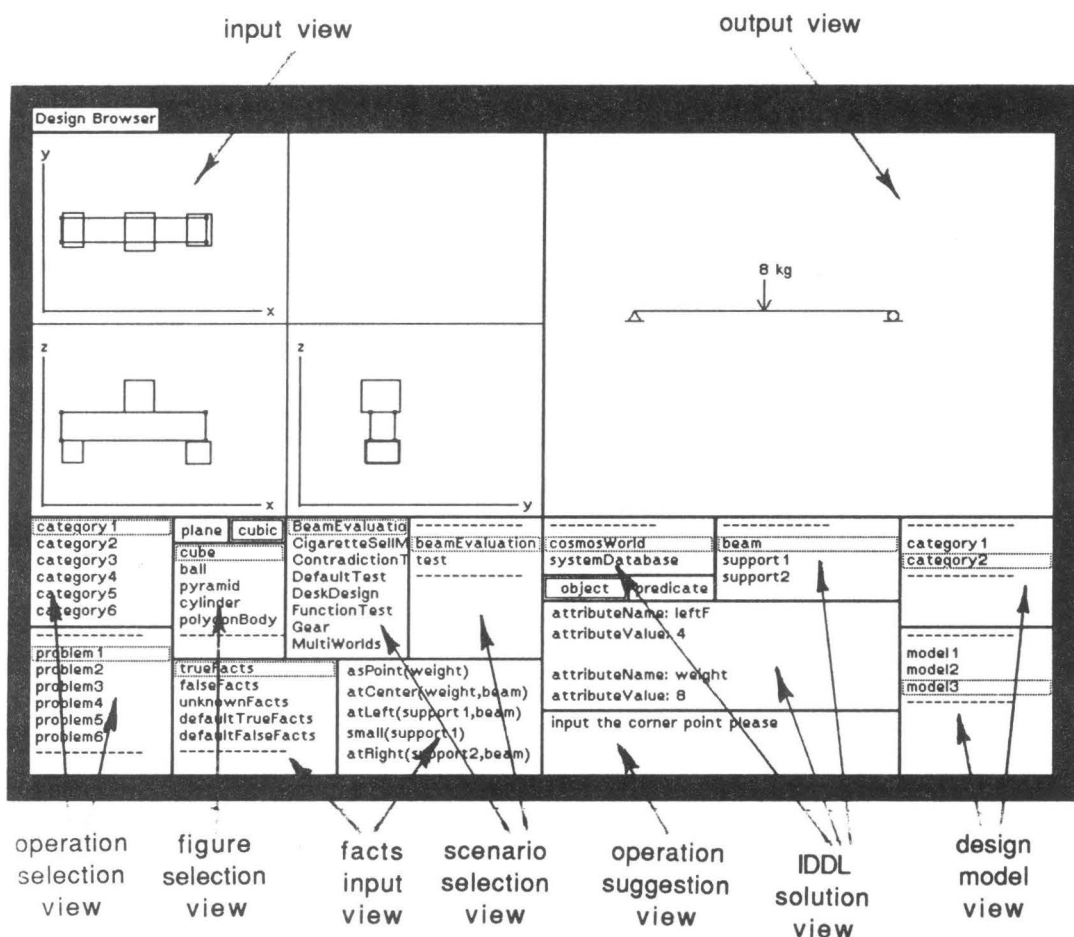 input view
output view
Design Browser
y
x
8 kg
z
x
z
y
category1
category2
category3
category4
category5
category6
problem1
problem2
problem3
problem4
problem5
problem6
plane cubic
cube
ball
pyramid
cylinder
polygonBody
BeamEvaluatio
CigaretteSellM
ContradictionT
DefaultTest
DeskDesign
FunctionTest
Gear
MultiWorlds
beamEvaluation
test
trueFacts
falseFacts
unknownFacts
defaultTrueFacts
defaultFalseFacts
asPoint(weight)
atCenter(weight,beam)
atLeft(support1,beam)
small(support1)
atRight(support2,beam)
cosmosWorld
systemDatabase
object predicate
beam
support1
support2
attributeName: leftF
attributeValue: 4
attributeName: weight
attributeValue: 8
input the corner point please
category1
category2
model1
model2
model3
operation
selection
view
figure
selection
view
facts
input
view
scenario
selection
view
operation
suggestion
view
IDDL
solution
view
design
model
view